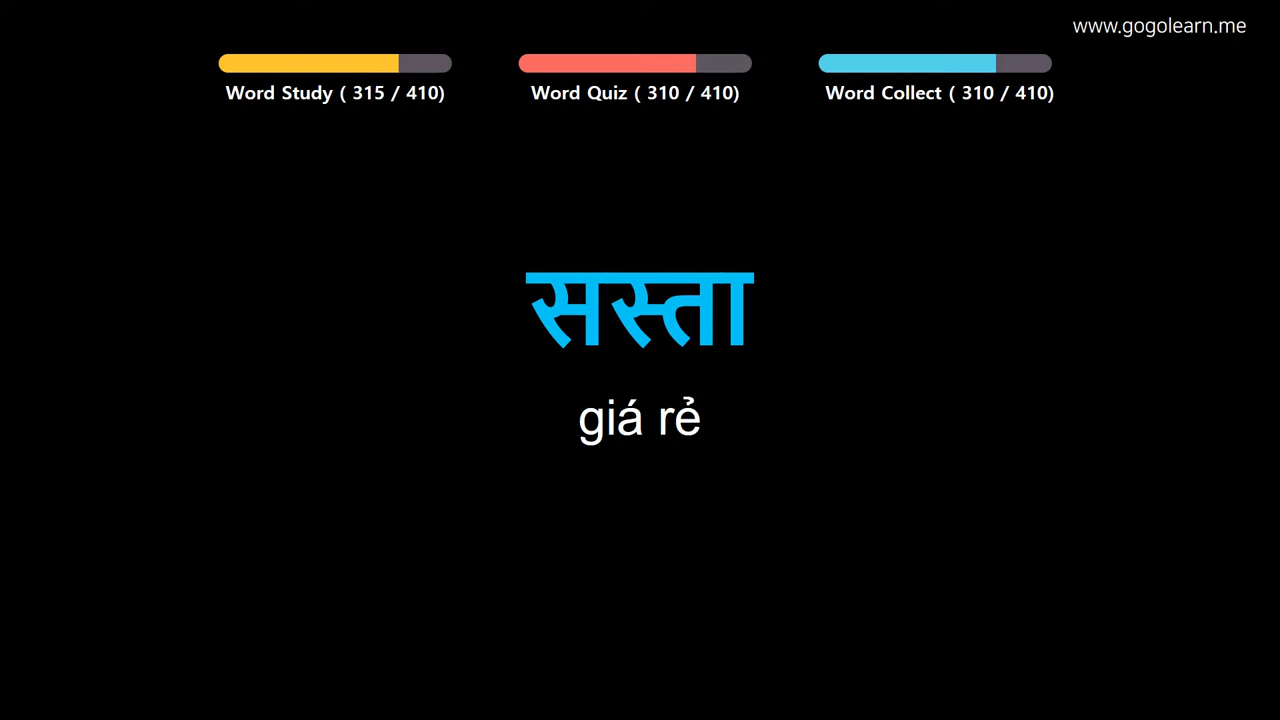 www.gogolearn.me
Word Study ( 315 / 410)
Word Quiz ( 310 / 410)
Word Collect ( 310 / 410)
सस्ता
giá rẻ